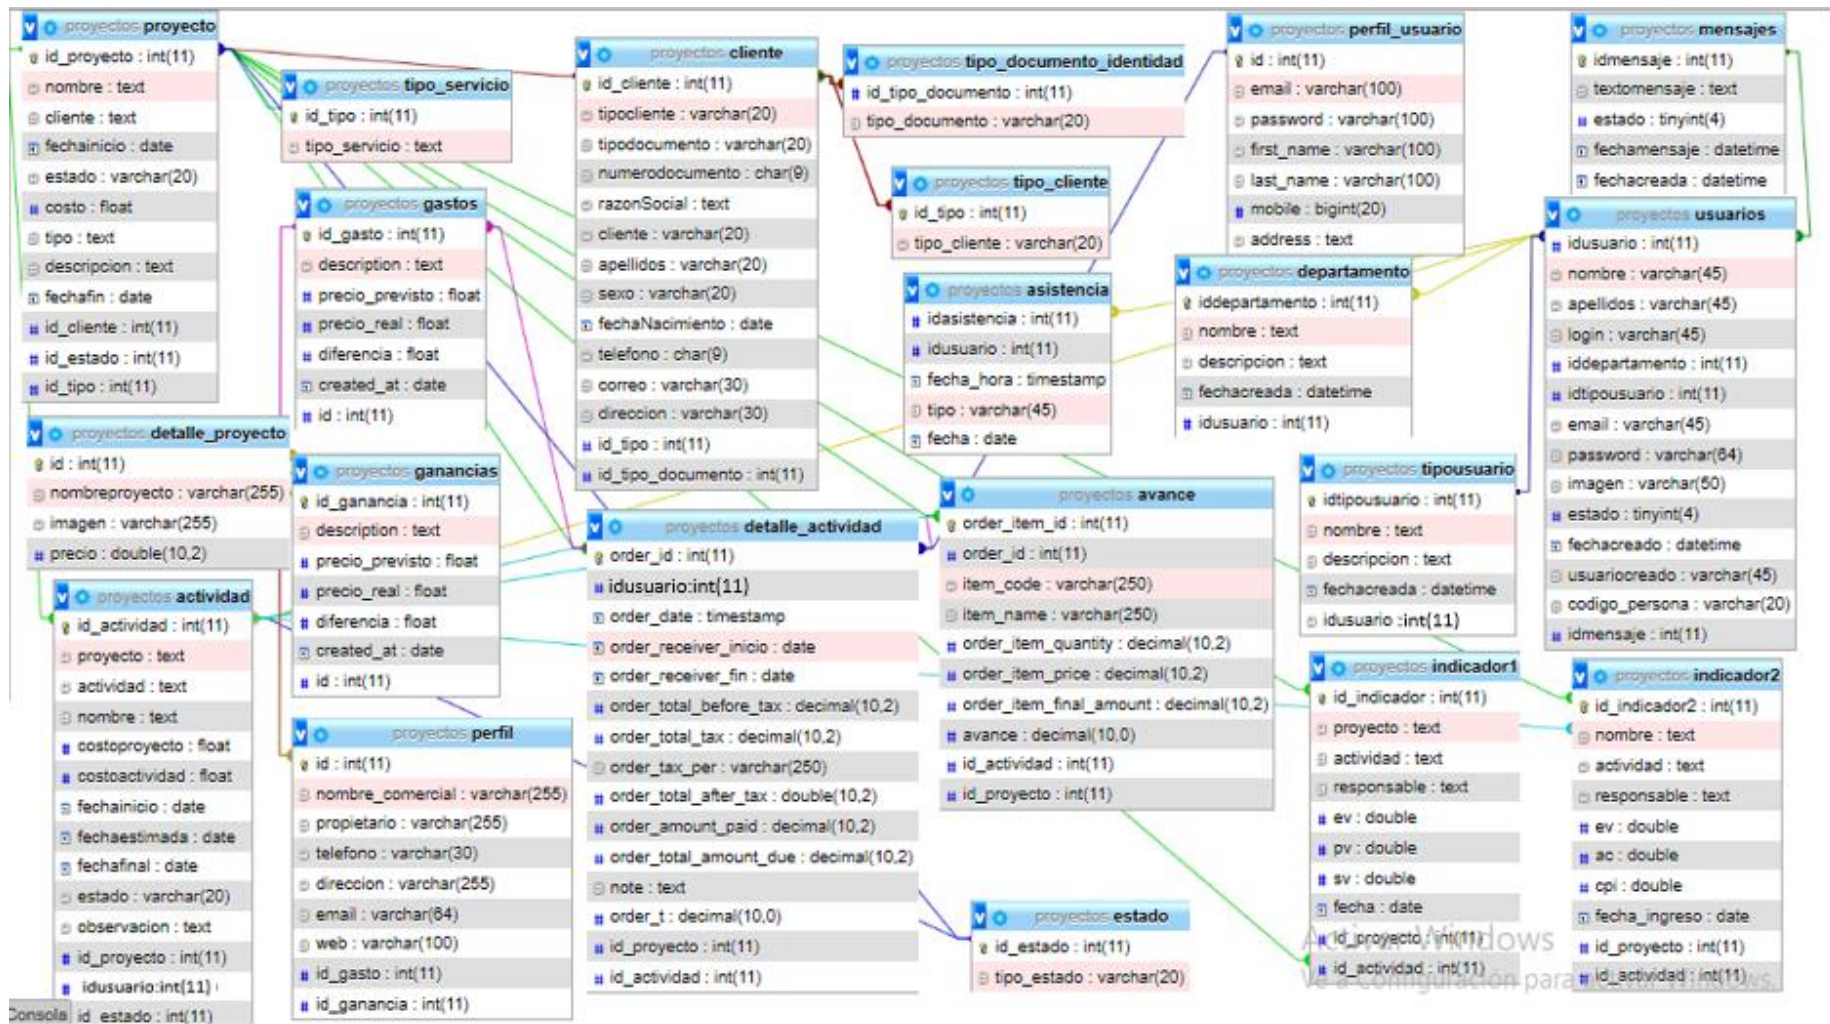 proyectos proyecto
id_proyecto : int(11)
nombre : text
cliente : text
fechainicio : date
estado : varchar(20)
costo : float
tipo : text
descripcion : text
fechafin : date
id_cliente : int(11)
id_estado : int(11)
id_tipo : int(11)
proyectos tipo_servicio
id_tipo : int(11)
tipo_servicio : text
proyectos cliente
id_cliente : int(11)
tipocliente : varchar(20)
tipodocumento : varchar(20)
numerodocumento : char(9)
razonSocial : text
cliente : varchar(20)
apellidos : varchar(20)
sexo : varchar(20)
fechaNacimiento : date
telefono : char(9)
correo : varchar(30)
direccion : varchar(30)
id_tipo : int(11)
id_tipo_documento : int(11)
proyectos tipo_documento_identidad
id_tipo_documento : int(11)
tipo_documento : varchar(20)
proyectos tipo_cliente
id_tipo : int(11)
tipo_cliente : varchar(20)
proyectos perfil_usuario
id : int(11)
email : varchar(100)
password : varchar(100)
first_name : varchar(100)
last_name : varchar(100)
mobile : bigint(20)
address : text
proyectos mensajes
idmensaje : int(11)
textomensaje : text
estado : tinyint(4)
fechamensaje : datetime
fechacreada : datetime
proyectos gastos
id_gasto : int(11)
description : text
precio_previsto : float
precio_real : float
diferencia : float
created_at : date
id : int(11)
proyectos asistencia
idasistencia : int(11)
idusuario : int(11)
fecha_hora : timestamp
tipo : varchar(45)
fecha : date
proyectos departamento
iddepartamento : int(11)
nombre : text
descripcion : text
fechacreada : datetime
idusuario : int(11)
proyectos usuarios
idusuario : int(11)
nombre : varchar(45)
apellidos : varchar(45)
login : varchar(45)
iddepartamento : int(11)
idtipousuario : int(11)
email : varchar(45)
password : varchar(64)
imagen : varchar(50)
estado : tinyint(4)
fechacreado : datetime
usuariocreado : varchar(45)
codigo_persona : varchar(20)
idmensaje : int(11)
proyectos detalle_proyecto
id : int(11)
nombreproyecto : varchar(255)
imagen : varchar(255)
precio : double(10,2)
proyectos ganancias
id_ganancia : int(11)
description : text
precio_previsto : float
precio_real : float
diferencia : float
created_at : date
id : int(11)
proyectos detalle_actividad
order_id : int(11)
idusuario:int{11}
order_date : timestamp
order_receiver_inicio : date
order_receiver_fin : date
order_total_before_tax : decimal(10,2)
order_total_tax : decimal(10,2)
order_tax_per : varchar(250)
order_total_after_tax : double(10,2)
order_amount_paid : decimal(10,2)
order_total_amount_due : decimal(10,2)
note : text
order_t : decimal(10,0)
id_proyecto : int(11)
id_actividad : int(11)
proyectos avance
order_item_id : int(11)
order_id : int(11)
item_code : varchar(250)
item_name : varchar(250)
order_item_quantity : decimal(10,2)
order_item_price : decimal(10,2)
order_item_final_amount : decimal(10,2)
avance : decimal(10,0)
id_actividad : int(11)
id_proyecto : int(11)
proyectos tipousuario
idtipousuario : int(11)
nombre : text
descripcion : text
fechacreada : datetime
idusuario :int{11}
proyectos actividad
id_actividad : int(11)
proyecto : text
actividad : text
nombre : text
costoproyecto : float
costoactividad : float
fechainicio : date
fechaestimada : date
fechafinal : date
estado : varchar(20)
observacion : text
id_proyecto : int(11)
idusuario:int{11}
id_estado : int(11)
Consola
proyectos perfil
id : int(11)
nombre_comercial : varchar(255)
propietario : varchar(255)
telefono : varchar(30)
direccion : varchar(255)
email : varchar(64)
web : varchar(100)
id_gasto : int(11)
id_ganancia : int(11)
proyectos estado
id_estado : int(11)
tipo_estado : varchar(20)
proyectos indicador1
id_indicador : int(11)
proyecto : text
actividad : text
responsable : text
ev : double
pv : double
sv : double
fecha : date
id_proyecto : int(11)
id_actividad : int(11)
proyectos indicador2
id_indicador2 : int(11)
nombre : text
actividad : text
responsable : text
ev : double
ac : double
cpi : double
fecha_ingreso : date
id_proyecto : int(11)
id_actividad : int(11)
Activar Windows
Ve a Configuración para Windows.